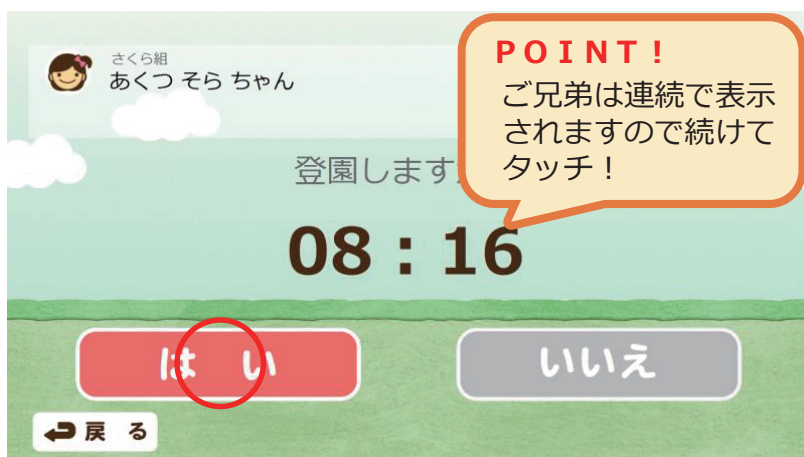 さくら組
あくつ そら ちゃん
POINT!
ご兄弟は連続で表示
されますので続けて
タッチ!
登園します
08:16
はい
いいえ
戻る